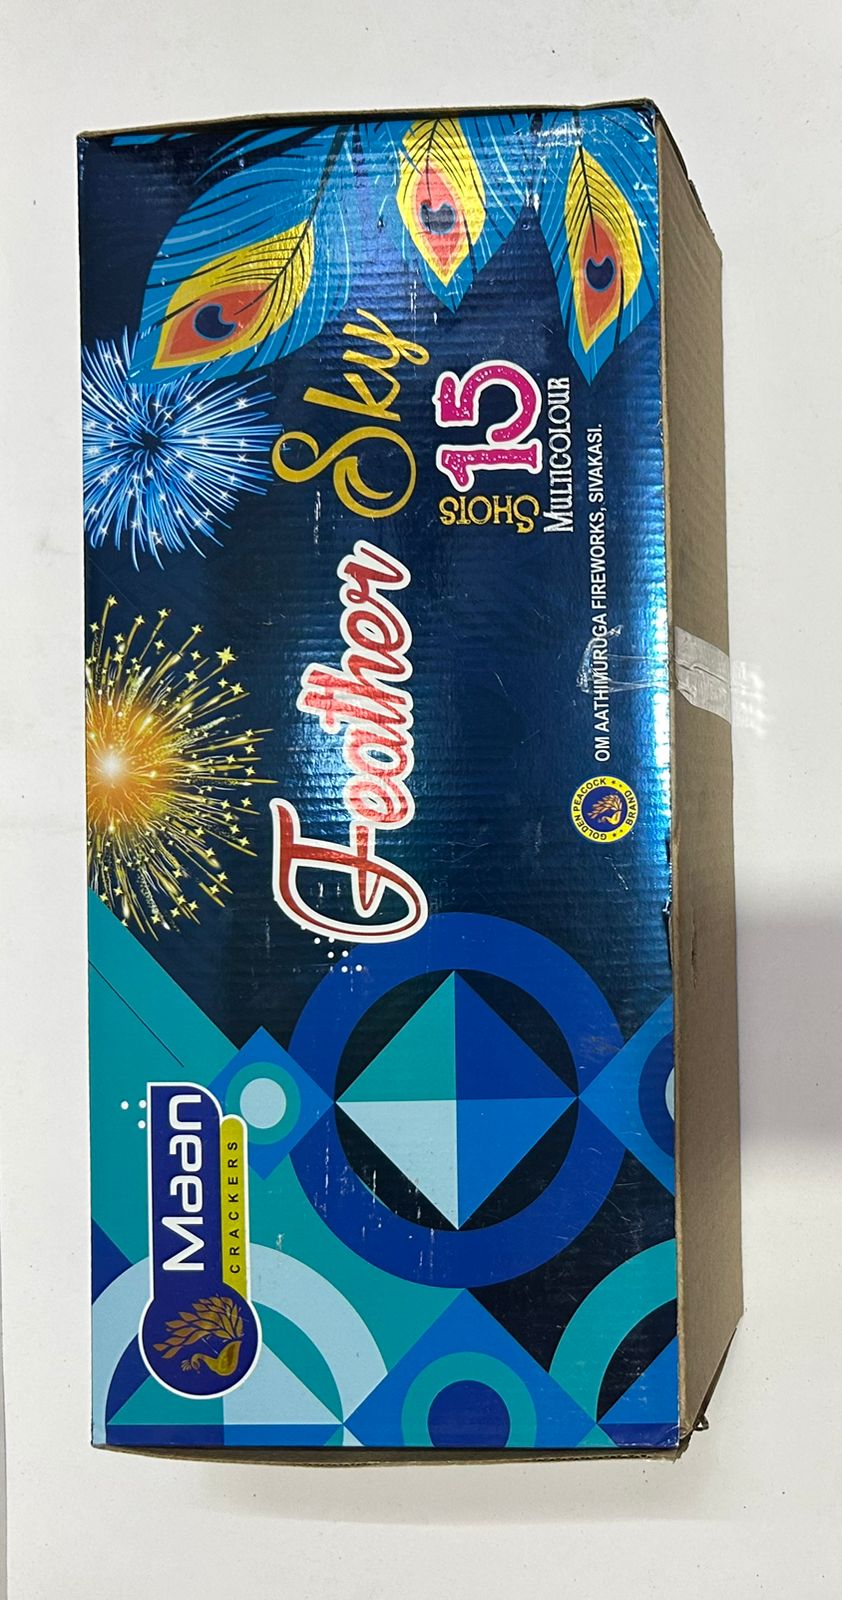 Maan
CRACKERS
Feather Sky
15
SHOTS
MULTICOLOUR
GOLDEN PEACOCK
BRAND
OM AATHIMURUGA FIREWORKS, SIVAKASI.